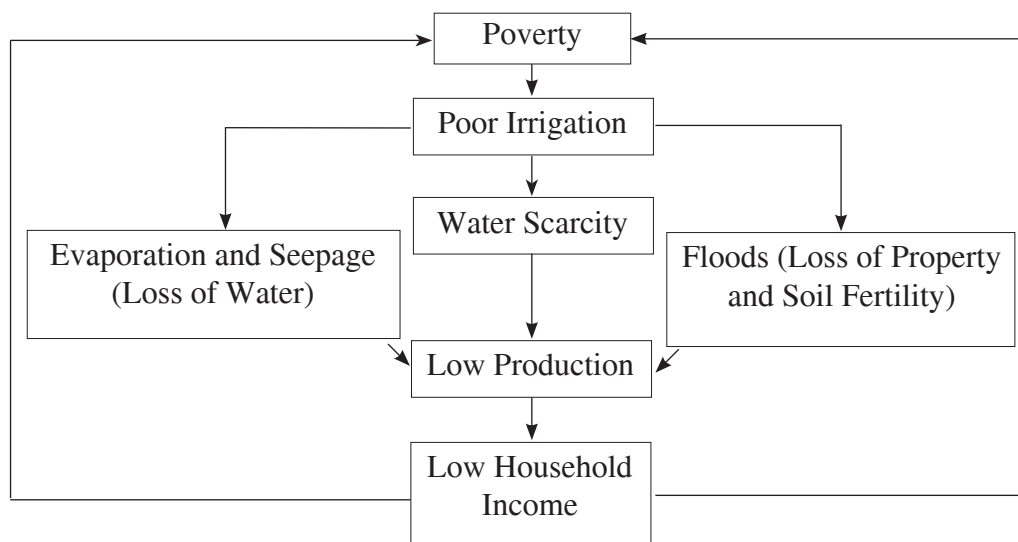 Poverty
Poor Irrigation
Water Scarcity
Evaporation and Seepage
(Loss of Water)
Floods (Loss of Property
and Soil Fertility)
Low Production
Low Household
Income